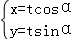 x=tcosα
y=tsinα